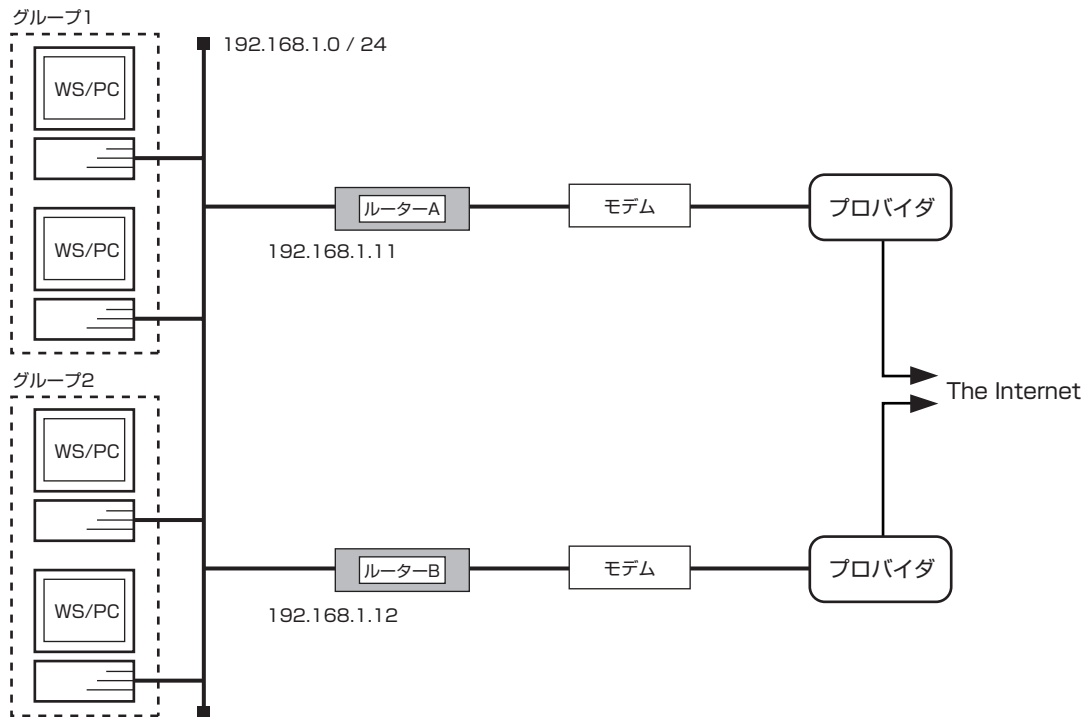 グループ1
192.168.1.0 / 24
WS/PC
ルーターA
モデム
プロバイダ
192.168.1.11
WS/PC
グループ2
The Internet
WS/PC
ルーターB
モデム
プロバイダ
192.168.1.12
WS/PC